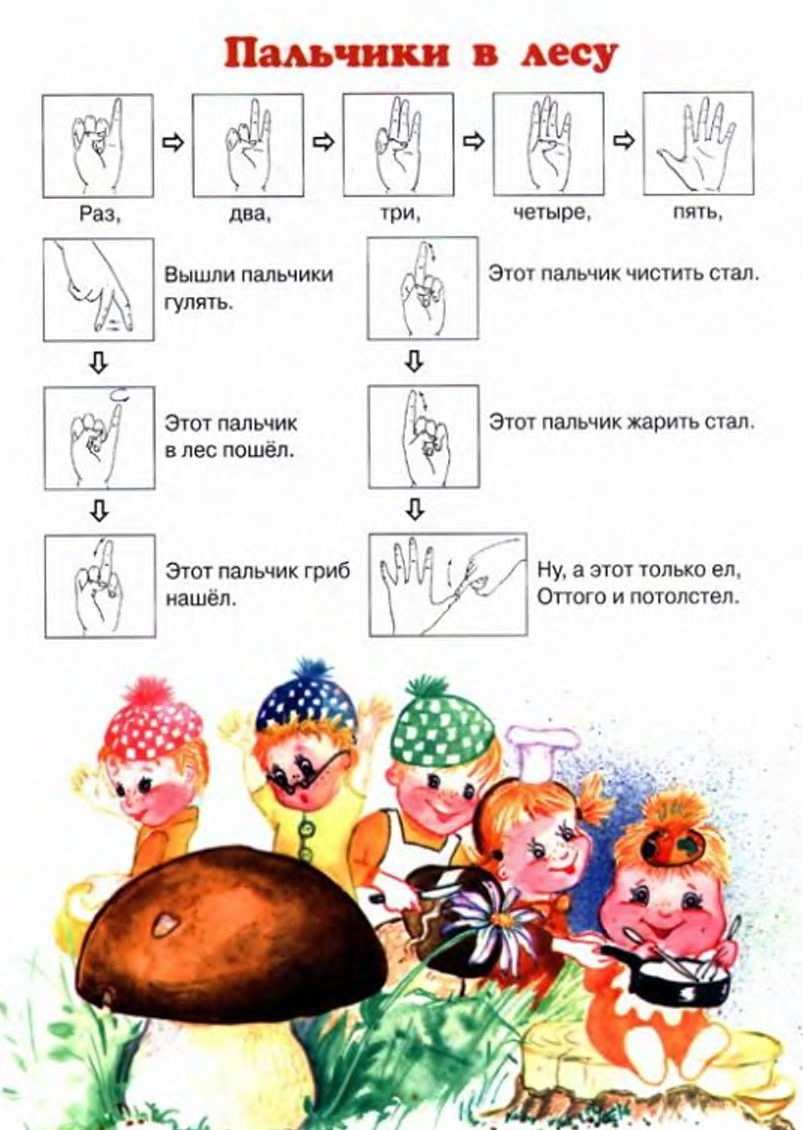 Пальчики в лесу
Раз,
два,
три,
четыре,
пять,
Вышли пальчики
гулять.
Этот пальчик
в лес пошёл.
Этот пальчик гриб
нашёл.
Этот пальчик чистить стал.
Этот пальчик жарить стал.
Ну, а этот только ел,
Оттого и потолстел.